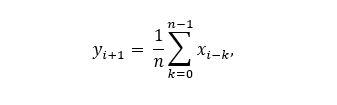 y_{i+1} = \frac{1}{n} \sum_{k=0}^{n-1} x_{i-k},